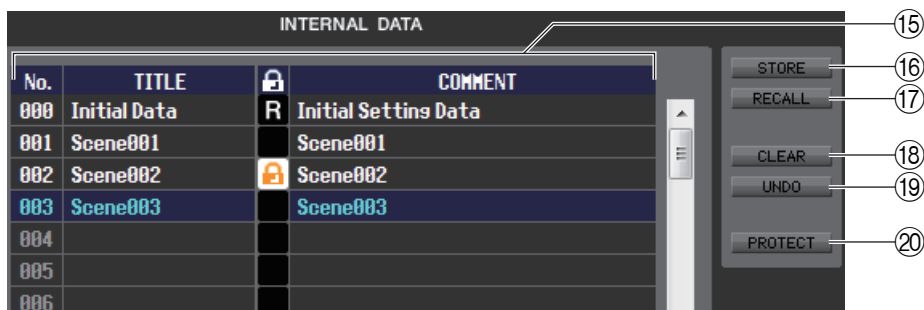 INTERNAL DATA
⑮
No. TITLE COMMENT
000 Initial Data R Initial Setting Data
001 Scene001 Scene001
002 Scene002 Scene002
003 Scene003 Scene003
004
005
006
STORE ⑯
RECALL ⑰
CLEAR ⑱
UNDO ⑲
PROTECT ⑳